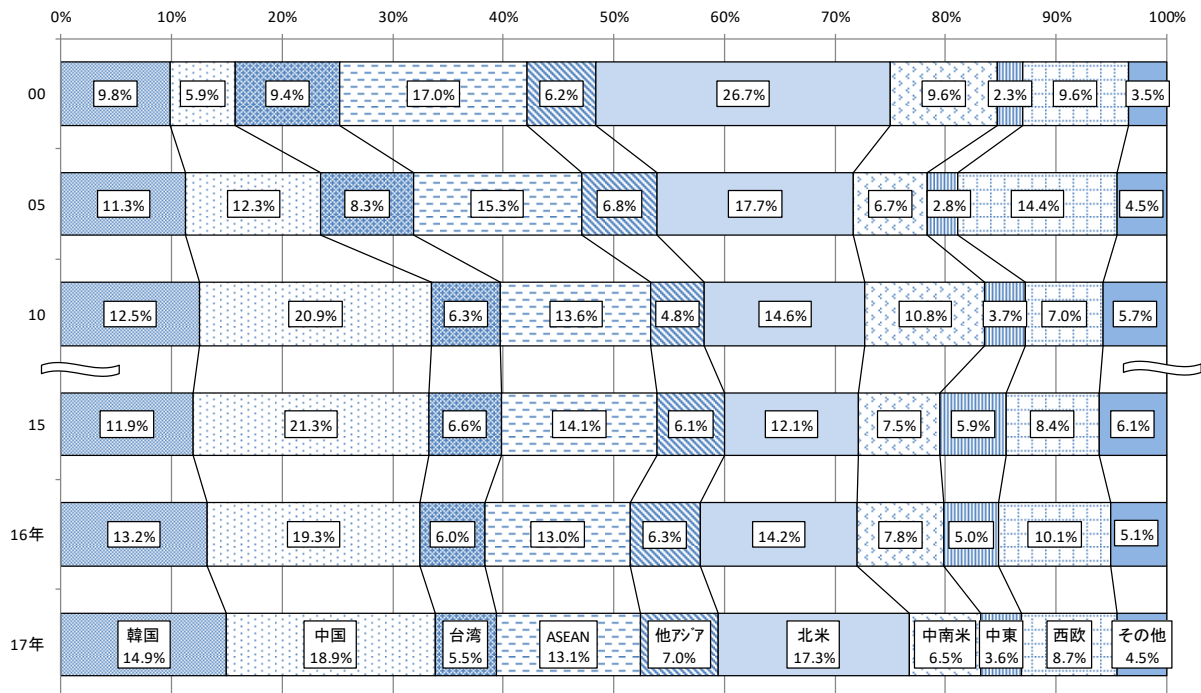 0% 10% 20% 30% 40% 50% 60% 70% 80% 90% 100%
00 9.8% 5.9% 9.4% 17.0% 6.2% 26.7% 9.6% 2.3% 9.6% 3.5%
05 11.3% 12.3% 8.3% 15.3% 6.8% 17.7% 6.7% 2.8% 14.4% 4.5%
10 12.5% 20.9% 6.3% 13.6% 4.8% 14.6% 10.8% 3.7% 7.0% 5.7%
15 11.9% 21.3% 6.6% 14.1% 6.1% 12.1% 7.5% 5.9% 8.4% 6.1%
16年 13.2% 19.3% 6.0% 13.0% 6.3% 14.2% 7.8% 5.0% 10.1% 5.1%
17年 韓国 中国 台湾 ASEAN 他アジア 北米 中南米 中東 西欧 その他
14.9% 18.9% 5.5% 13.1% 7.0% 17.3% 6.5% 3.6% 8.7% 4.5%